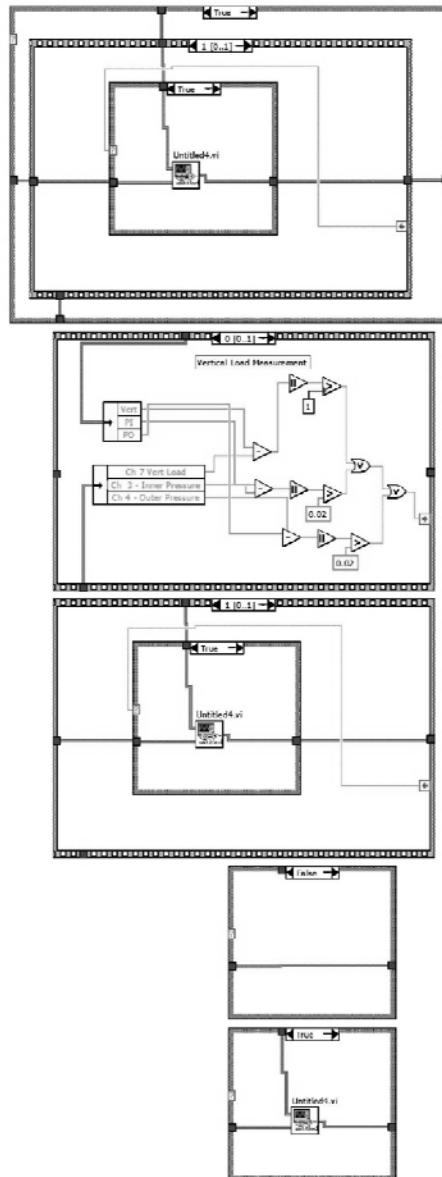 True
1 [0..1]
True
Untitled4.vi
0 [0..1]
Vertical Load Measurement
Vert
PI
PO
1
Ch 7 Vert Load
Ch 3 - Inner Pressure
Ch 4 - Outer Pressure
0.02
0.02
1 [0..1]
True
Untitled4.vi
False
True
Untitled4.vi